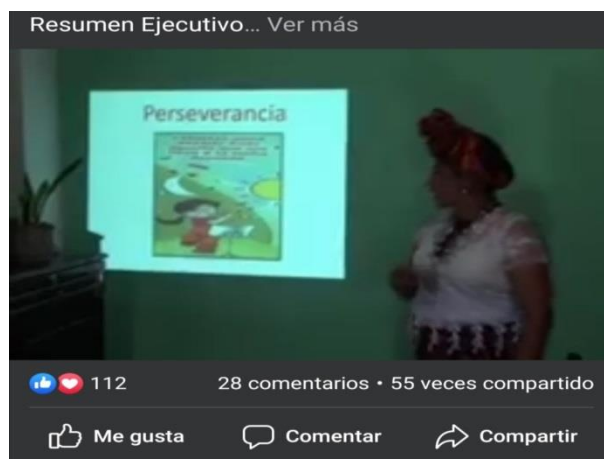 Resumen Ejecutivo... Ver más
Perseverancia
112
28 comentarios • 55 veces compartido
Me gusta
Comentar
Compartir